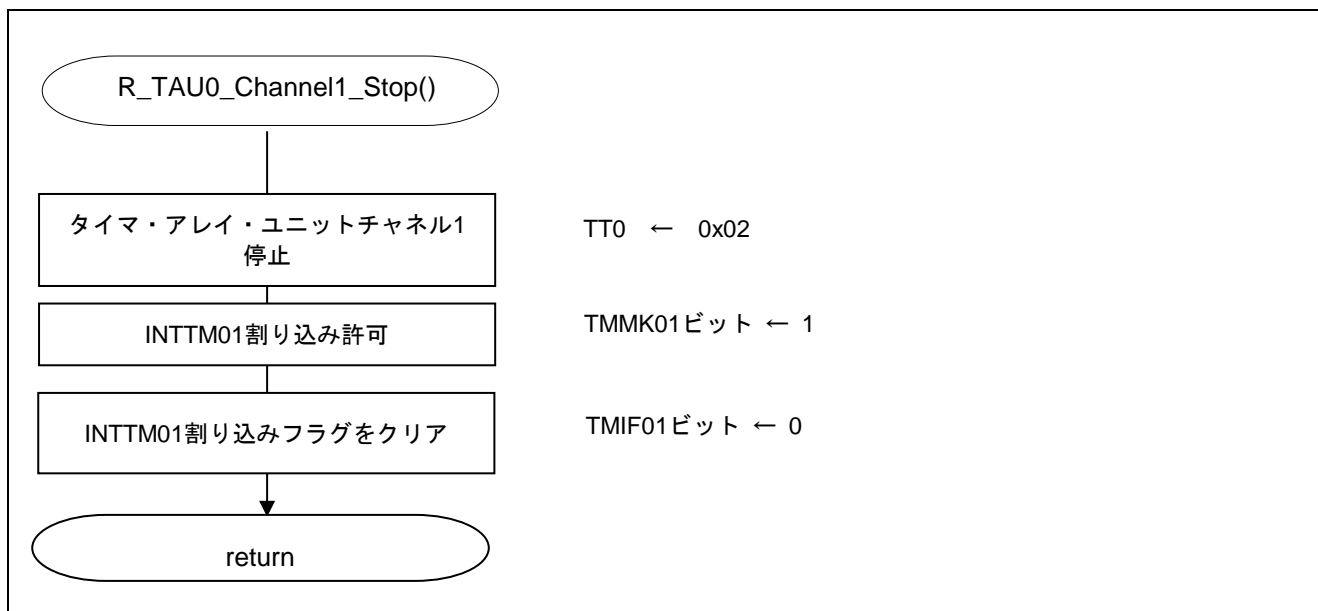 R_TAU0_Channel1_Stop()
タイマ・アレイ・ユニットチャネル1
停止
TT0 ← 0x02
INTTM01割り込み許可
TMMK01ビット ← 1
INTTM01割り込みフラグをクリア
TMIF01ビット ← 0
return